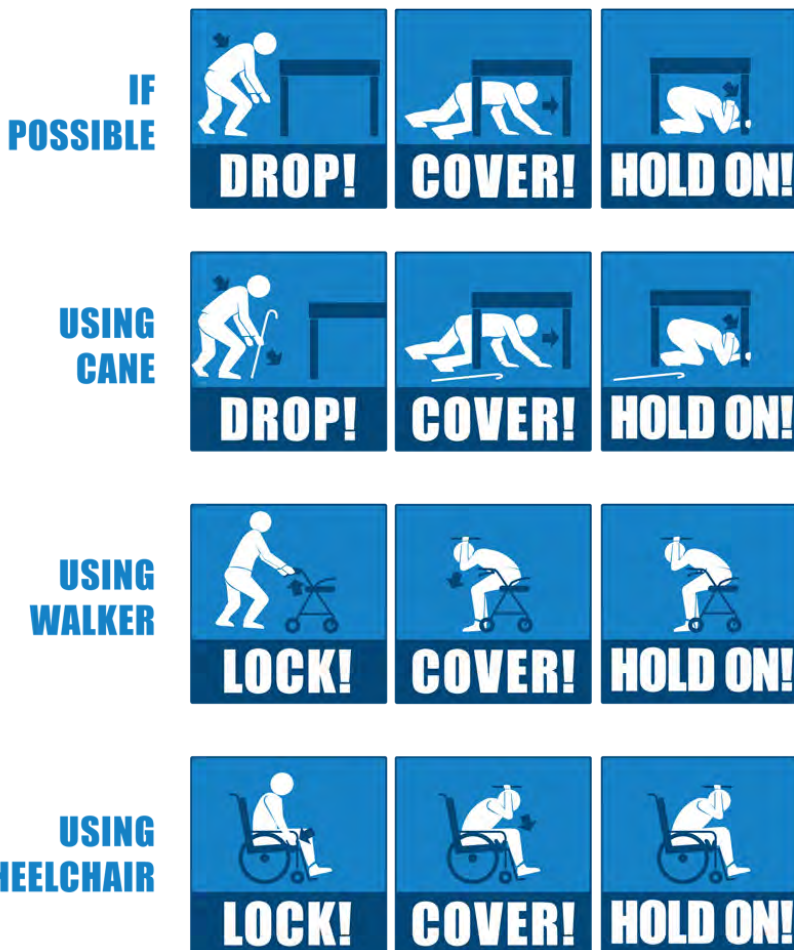 IF
POSSIBLE
DROP! COVER! HOLD ON!
USING
CANE
DROP! COVER! HOLD ON!
USING
WALKER
LOCK! COVER! HOLD ON!
USING
HEELCHAIR
LOCK! COVER! HOLD ON!